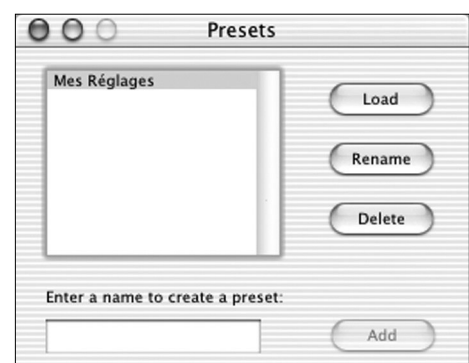 Presets
Mes Réglages
Load
Rename
Delete
Enter a name to create a preset:
Add